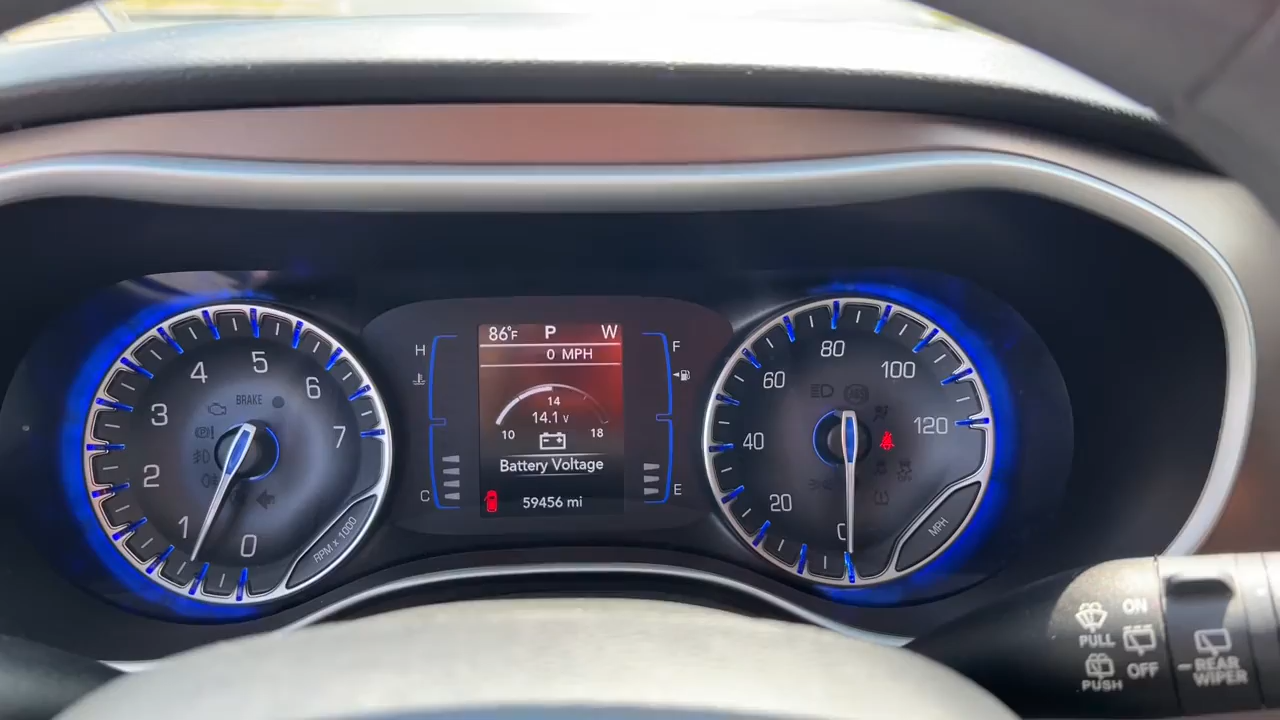 86°F P W
0 MPH
14
14.1 V
10 18
Battery Voltage
59456 mi
H
C
F
E
BRAKE
0
1
2
3
4
5
6
7
RPM x 1000
0
20
40
60
80
100
120
MPH
ON
PULL
OFF
PUSH
REAR
WIPER